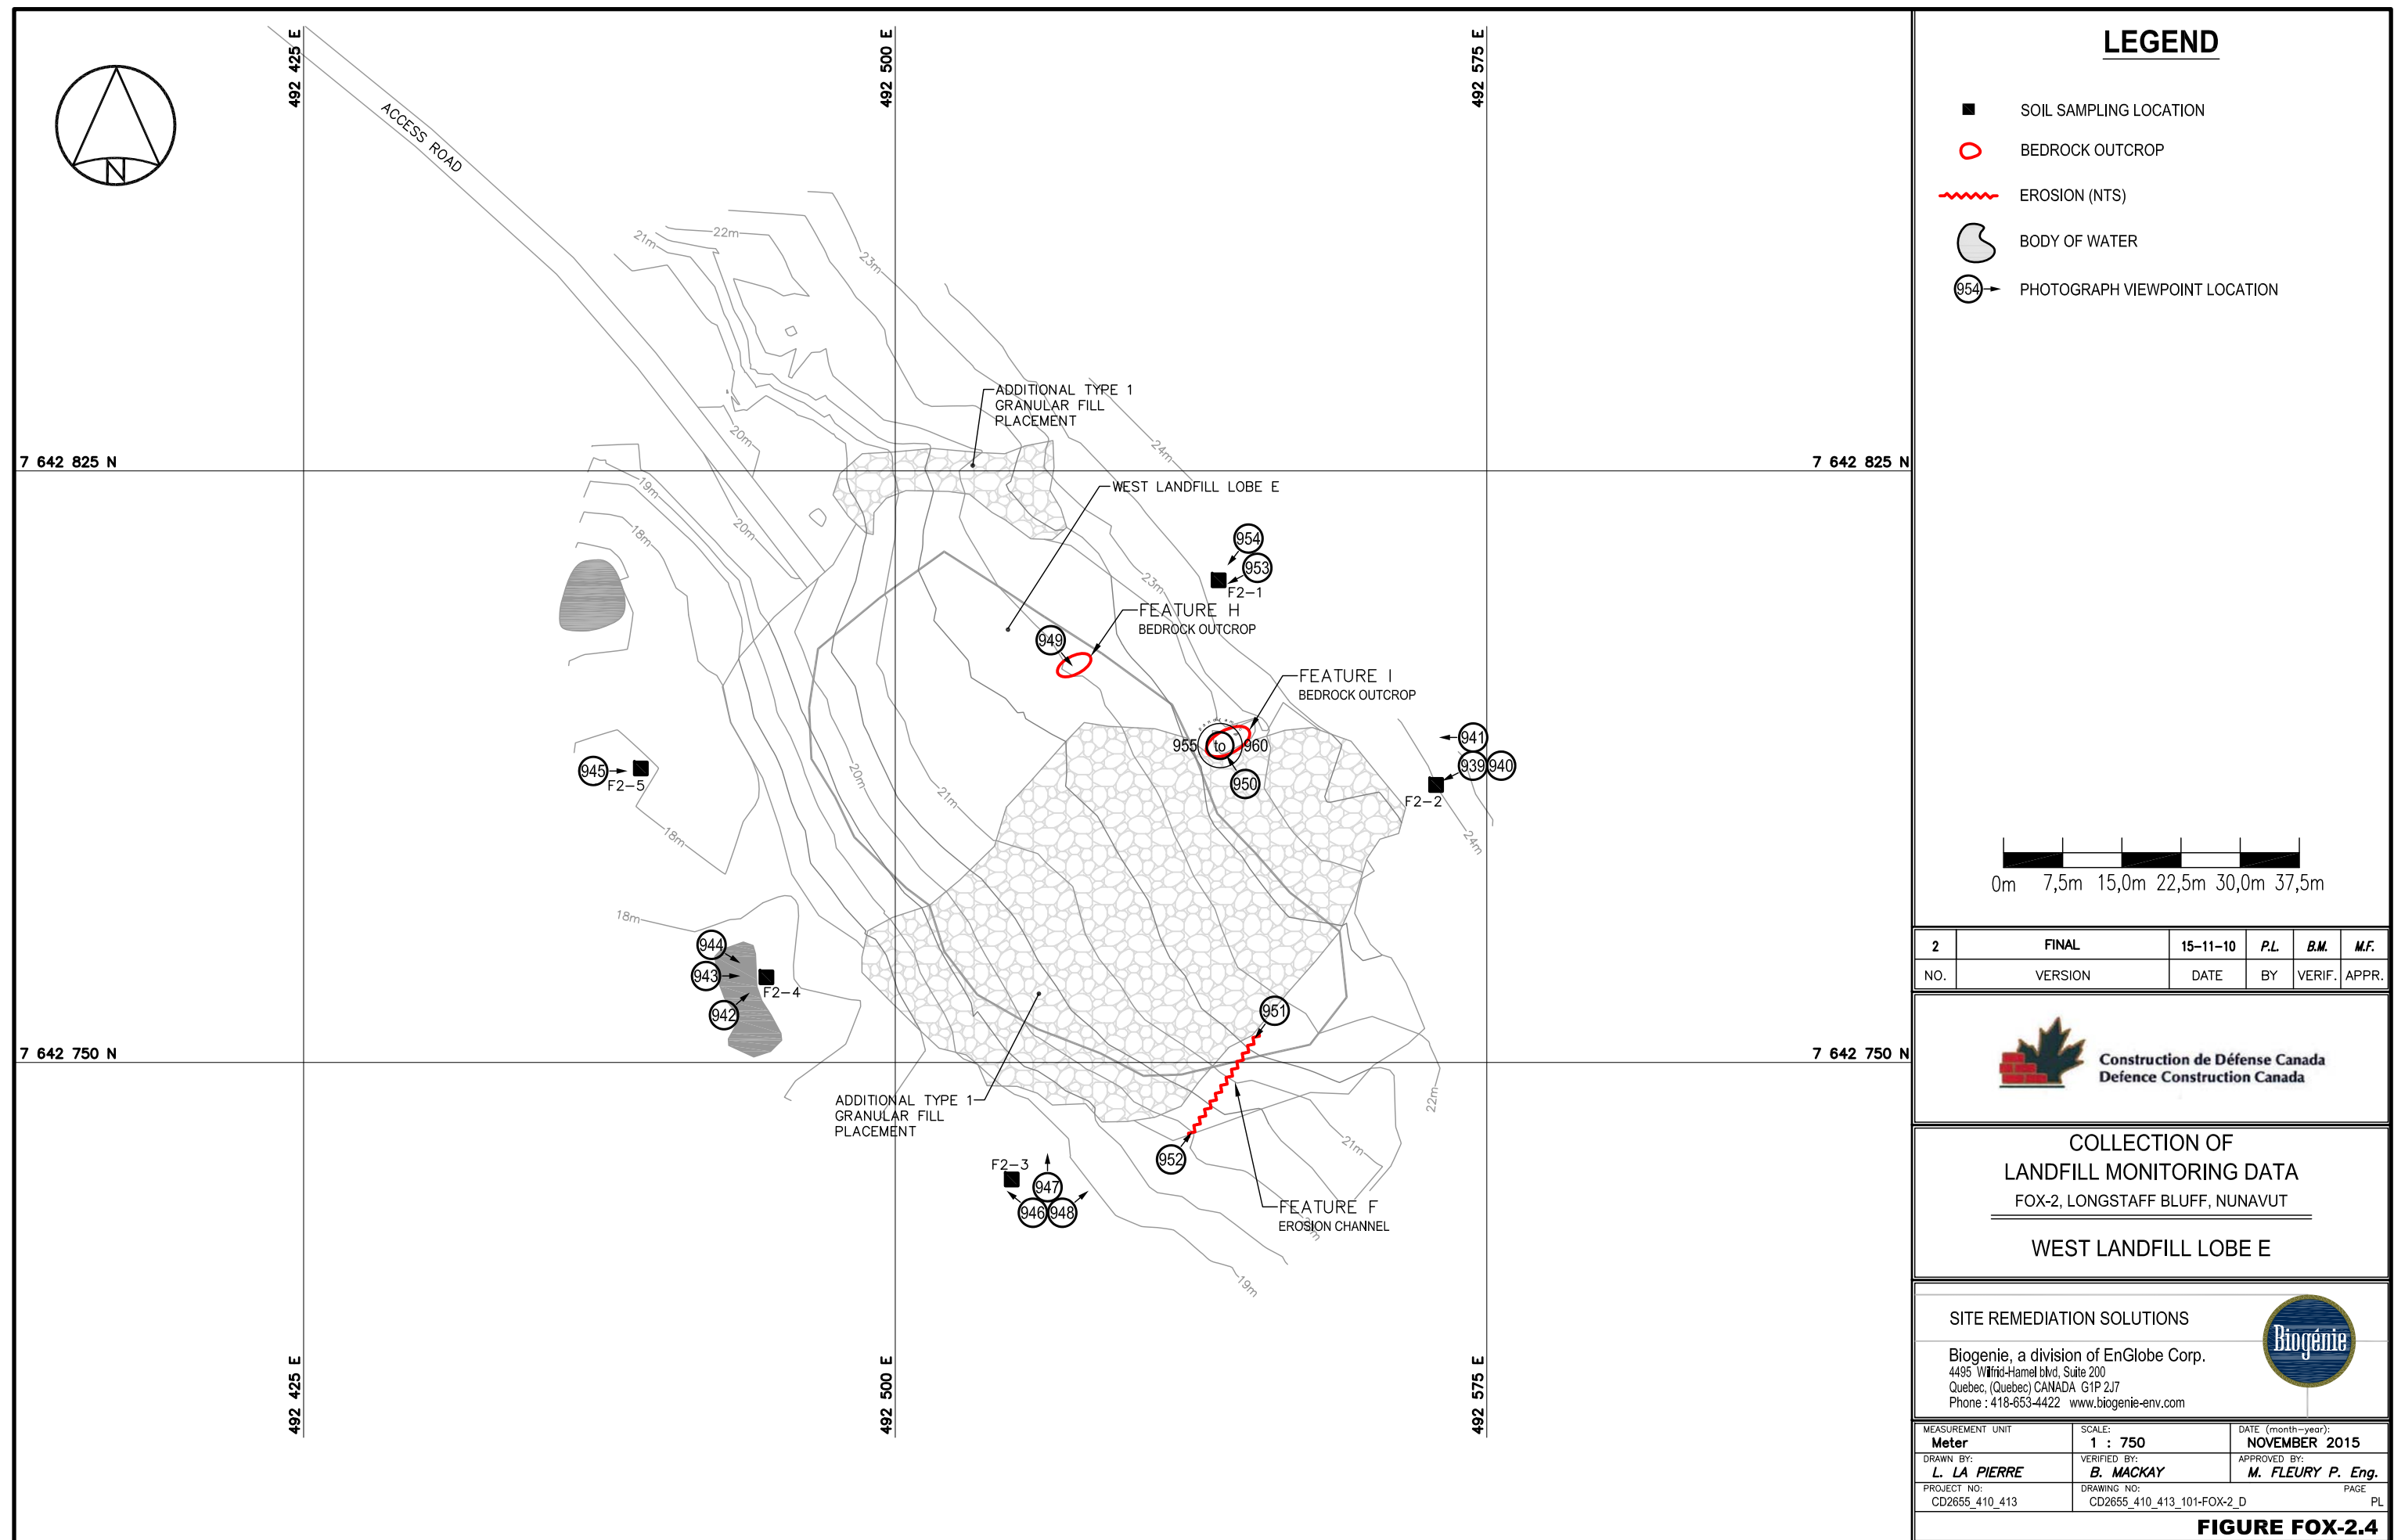 492 425 E
492 500 E
492 575 E
N
ACCESS ROAD
21m
22m
23m
ADDITIONAL TYPE 1
GRANULAR FILL
PLACEMENT
20m
24m
7 642 825 N
7 642 825 N
19m
WEST LANDFILL LOBE E
20m
18m
954
953
F2-1
23m
FEATURE H
BEDROCK OUTCROP
949
FEATURE I
BEDROCK OUTCROP
955 to 960
950
941
939 940
F2-2
24m
945
F2-5
20m
21m
18m
18m
944
943
F2-4
942
951
7 642 750 N
7 642 750 N
ADDITIONAL TYPE 1
GRANULAR FILL
PLACEMENT
22m
21m
952
F2-3
947
946 948
FEATURE F
EROSION CHANNEL
19m
492 425 E
492 500 E
492 575 E
LEGEND
SOIL SAMPLING LOCATION
BEDROCK OUTCROP
EROSION (NTS)
BODY OF WATER
954 PHOTOGRAPH VIEWPOINT LOCATION
0m 7,5m 15,0m 22,5m 30,0m 37,5m
2 FINAL 15-11-10 P.L. B.M. M.F.
NO. VERSION DATE BY VERIF. APPR.
Construction de Défense Canada
Defence Construction Canada
COLLECTION OF
LANDFILL MONITORING DATA
FOX-2, LONGSTAFF BLUFF, NUNAVUT
WEST LANDFILL LOBE E
SITE REMEDIATION SOLUTIONS
Biogénie
Biogenie, a division of EnGlobe Corp.
4495 Wilfrid-Hamel blvd, Suite 200
Quebec, (Quebec) CANADA G1P 2J7
Phone : 418-653-4422 www.biogenie-env.com
MEASUREMENT UNIT SCALE: DATE (month-year):
Meter 1 : 750 NOVEMBER 2015
DRAWN BY: VERIFIED BY: APPROVED BY:
L. LA PIERRE B. MACKAY M. FLEURY P. Eng.
PROJECT NO: DRAWING NO: PAGE
CD2655_410_413 CD2655_410_413_101-FOX-2_D PL
FIGURE FOX-2.4